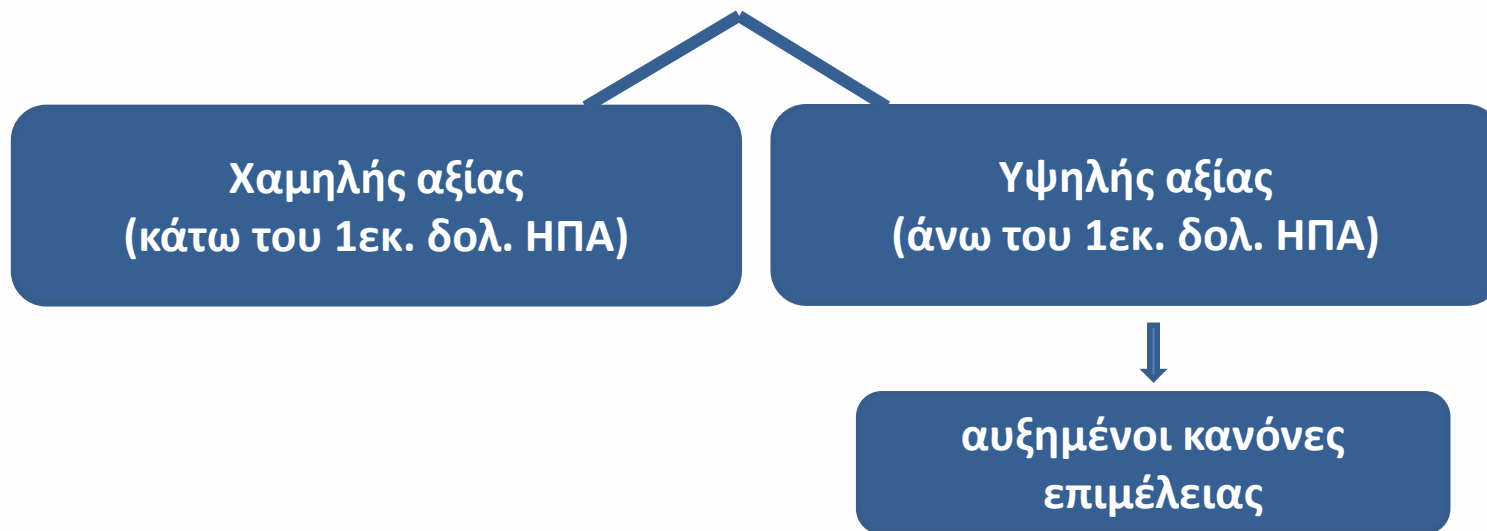 Χαμηλής αξίας
(κάτω του 1εκ. δολ. ΗΠΑ)
Υψηλής αξίας
(άνω του 1εκ. δολ. ΗΠΑ)
αυξημένοι κανόνες
επιμέλειας